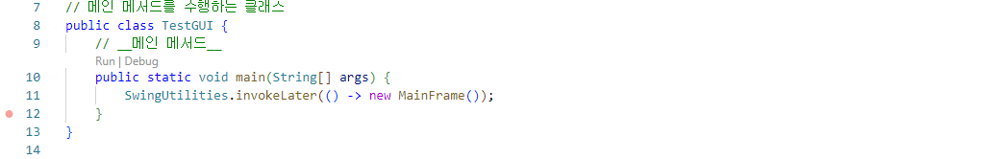 7 // 메인 메서드를 수행하는 클래스
8 public class TestGUI {
9 // __메인 메서드__
Run | Debug
10 public static void main(String[] args) {
11 SwingUtilities.invokeLater(() -> new MainFrame());
12 }
13 }
14